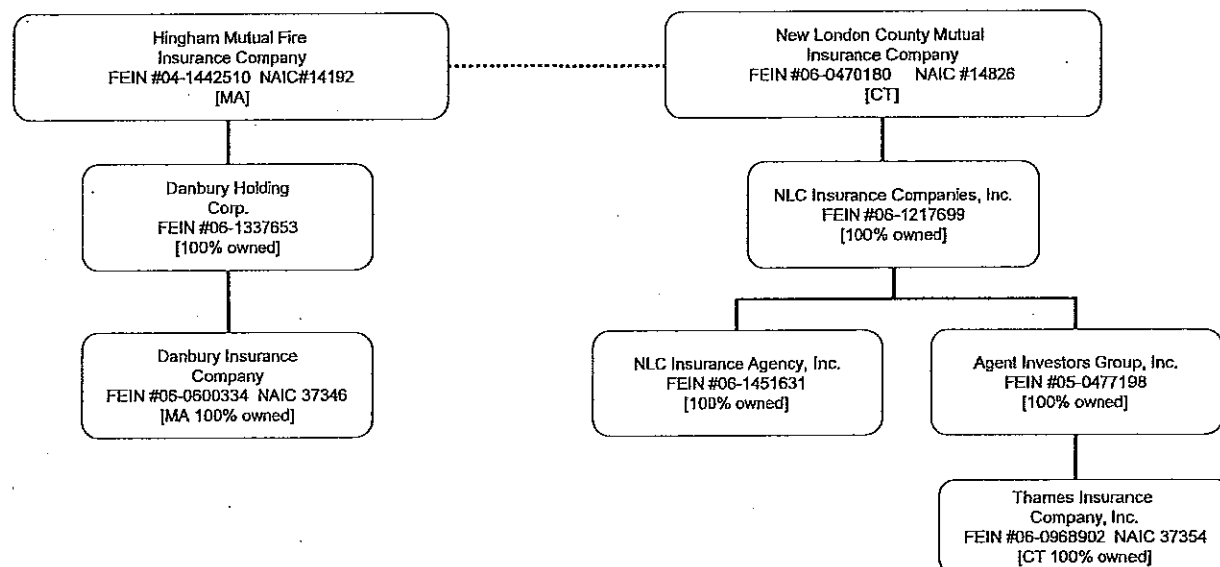 Hingham Mutual Fire
Insurance Company
FEIN #04-1442510 NAIC#14192
[MA]
New London County Mutual
Insurance Company
FEIN #06-0470180 NAIC #14826
[CT]
Danbury Holding
Corp.
FEIN #06-1337653
[100% owned]
NLC Insurance Companies, Inc.
FEIN #06-1217699
[100% owned]
Danbury Insurance
Company
FEIN #06-0600334 NAIC 37346
[MA 100% owned]
NLC Insurance Agency, Inc.
FEIN #06-1451631
[100% owned]
Agent Investors Group, Inc.
FEIN #05-0477198
[100% owned]
Thames Insurance
Company, Inc.
FEIN #06-0968902 NAIC 37354
[CT 100% owned]